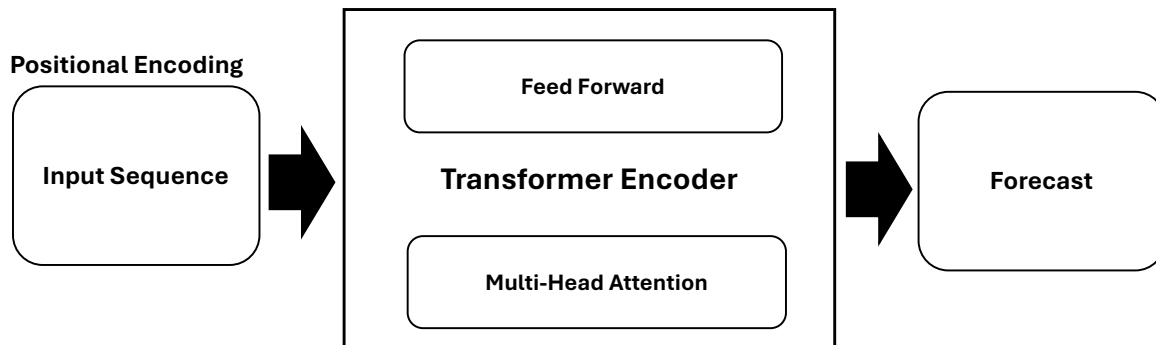 Positional Encoding
Input Sequence
Feed Forward
Transformer Encoder
Multi-Head Attention
Forecast